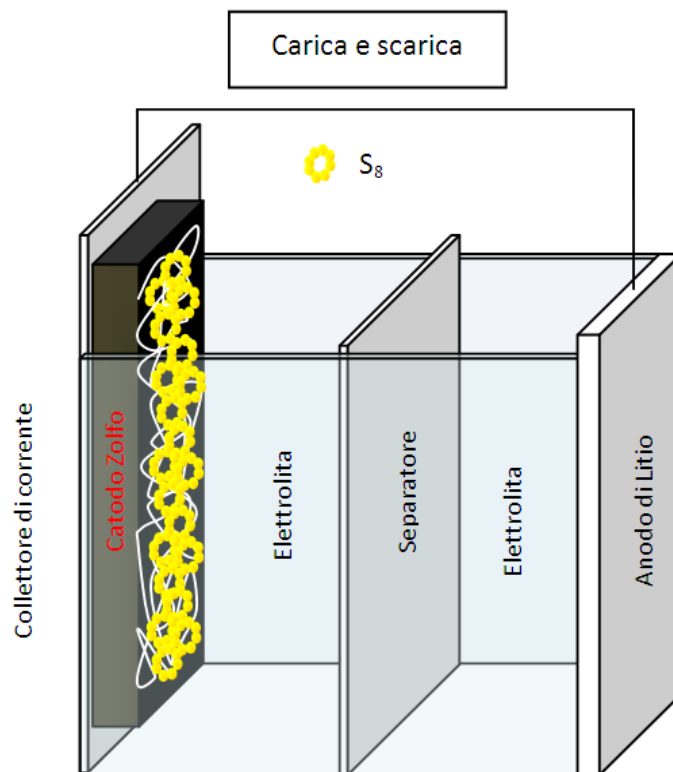 Carica e scarica
S₈
Collettore di corrente
Catodo Zolfo
Elettrolita
Separatore
Elettrolita
Anodo di Litio